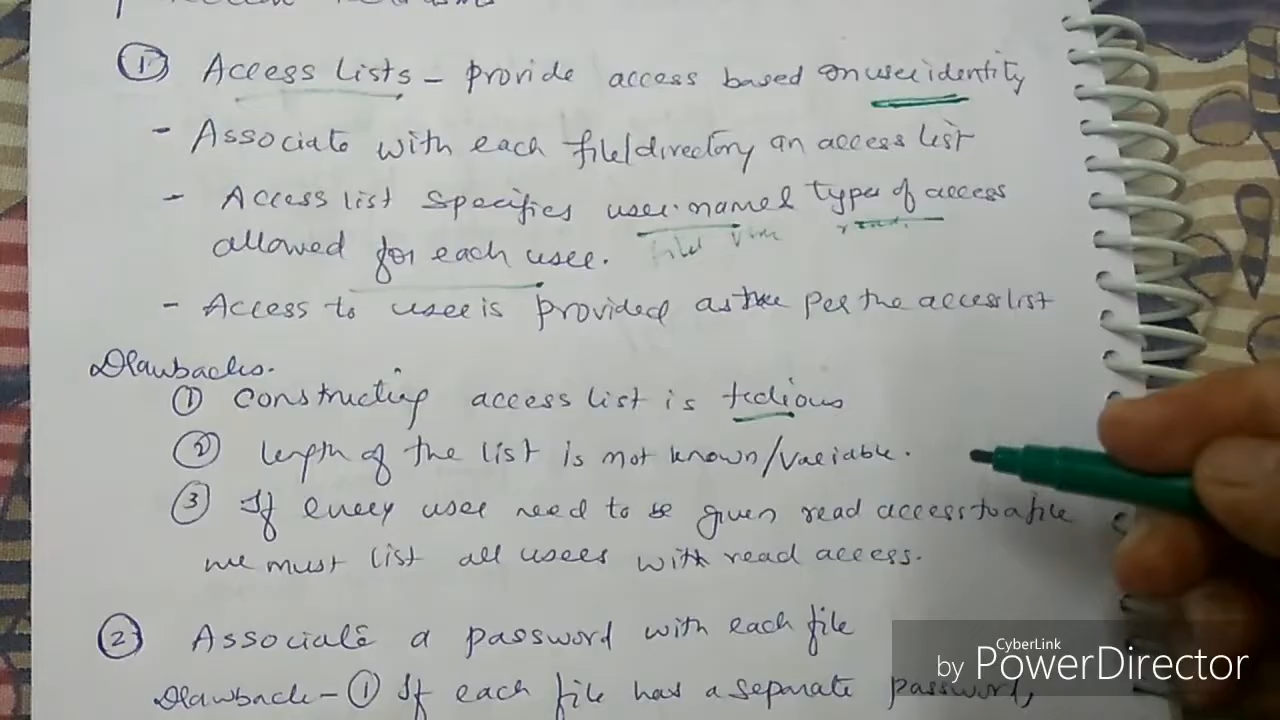 ① Access Lists - provide access based on user identity
- Associate with each file/directory an access list
- Access list specifies user name & types of access
allowed for each user.
- Access to user is provided as per the access list
Drawbacks.
① Constructing access list is tedious
② length of the list is not known/variable.
③ If every user need to be given read access to a file
we must list all users with read access.
② Associate a password with each file
Drawback - ① If each file has a separate password,
CyberLink
by PowerDirector